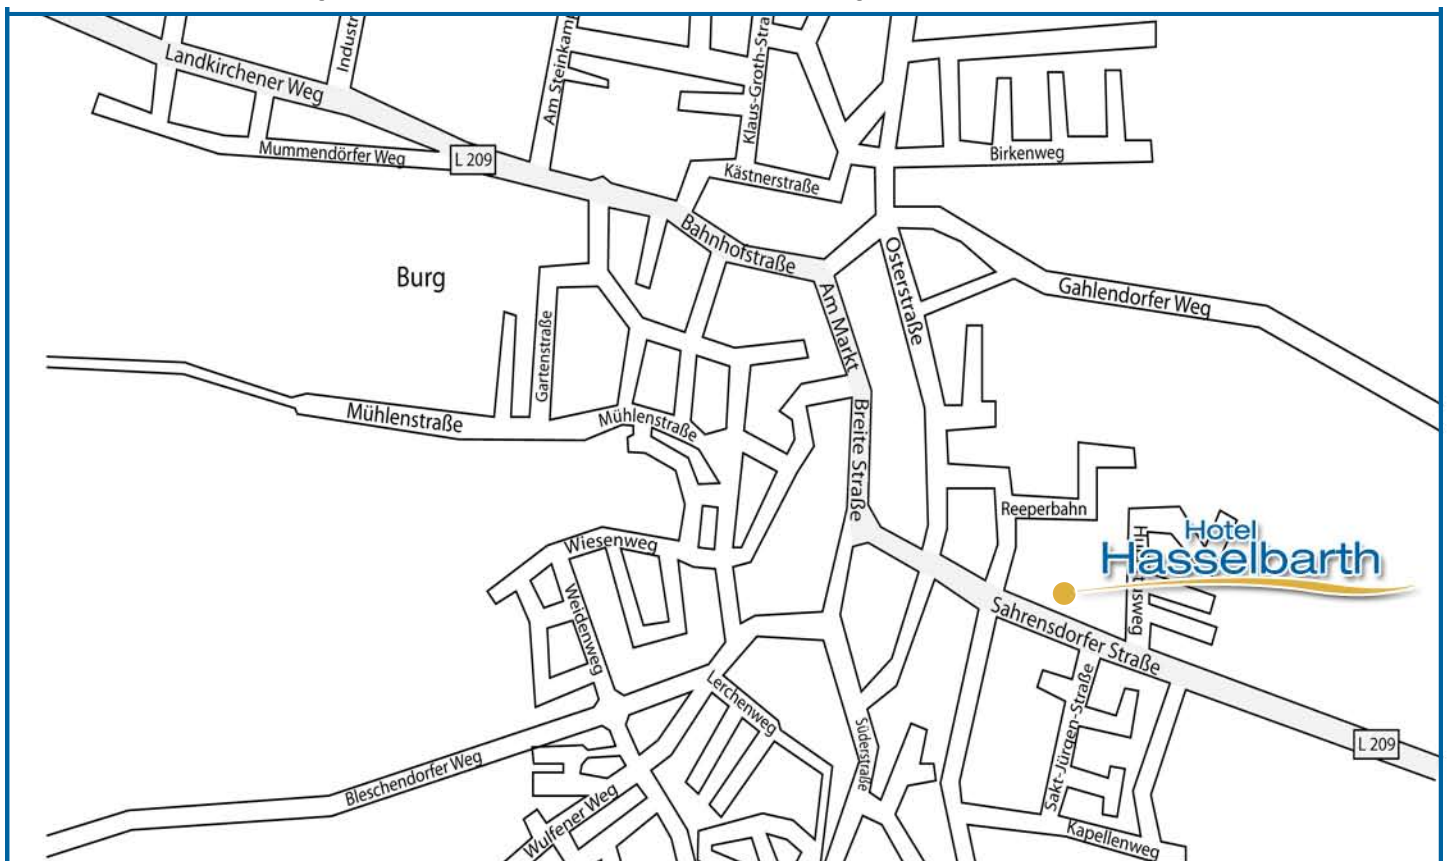 Landkirchener Weg
Am Steinkamp
Klaus-Groth-Stra
Mummendörfer Weg
L 209
Kästnerstraße
Birkenweg
Bahnhofstraße
Osterstraße
Gahlendorfer Weg
Burg
Am Markt
Gartenstraße
Mühlenstraße
Mühlenstraße
Breite Straße
Reeperbahn
Hotel
Hasselbarth
Wiesenweg
Weidenweg
Sahrensdorfer Straße
Lerchenweg
Süderstraße
Sakt-Jürgen-Straße
L 209
Bleschendorfer Weg
Wulfener Weg
Kapellenweg